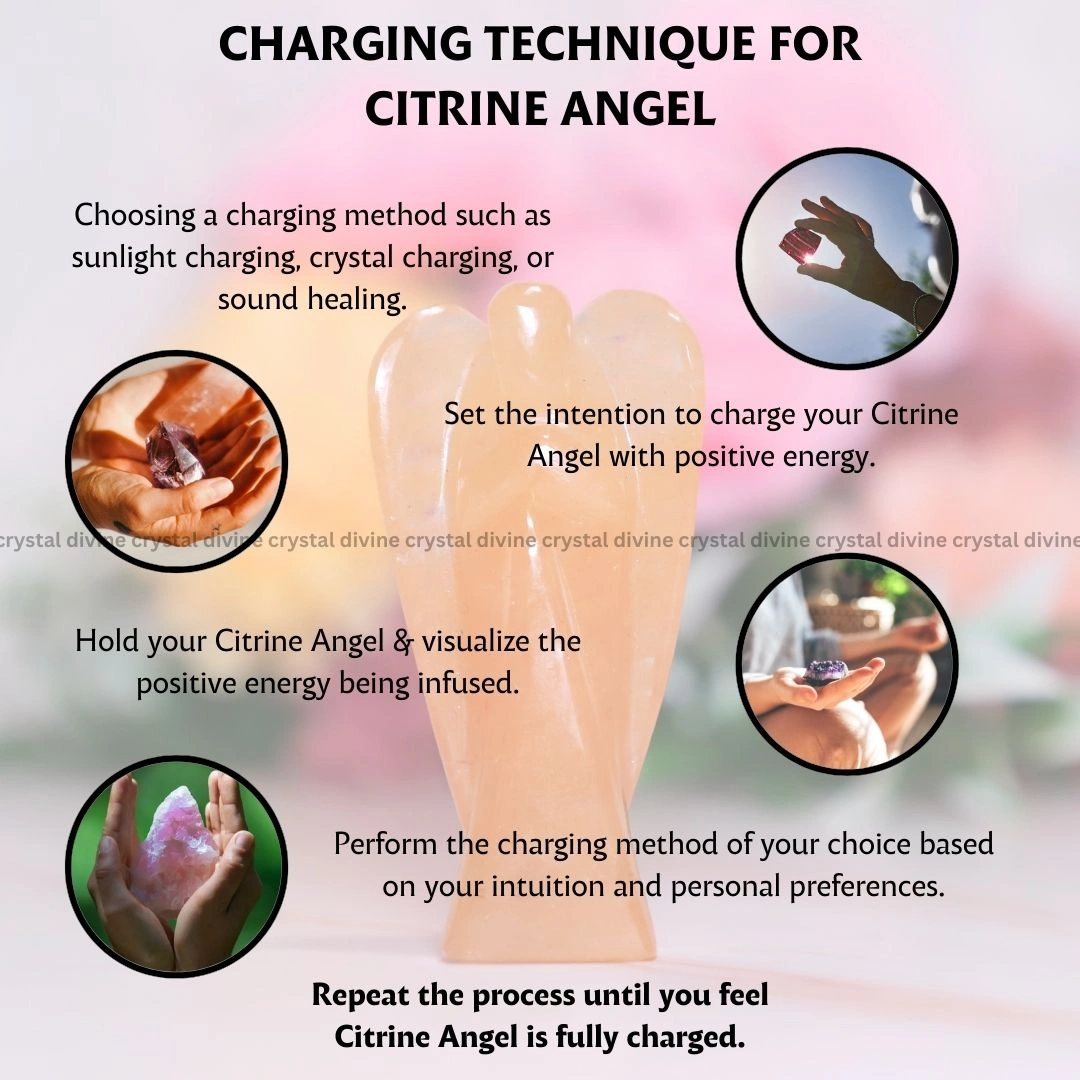 CHARGING TECHNIQUE FOR
CITRINE ANGEL
Choosing a charging method such as
sunlight charging, crystal charging, or
sound healing.
Set the intention to charge your Citrine
Angel with positive energy.
crystal divine crystal divine crystal divine crystal divine crystal divine crystal divine crystal divine crystal divine
Hold your Citrine Angel & visualize the
positive energy being infused.
Perform the charging method of your choice based
on your intuition and personal preferences.
Repeat the process until you feel
Citrine Angel is fully charged.